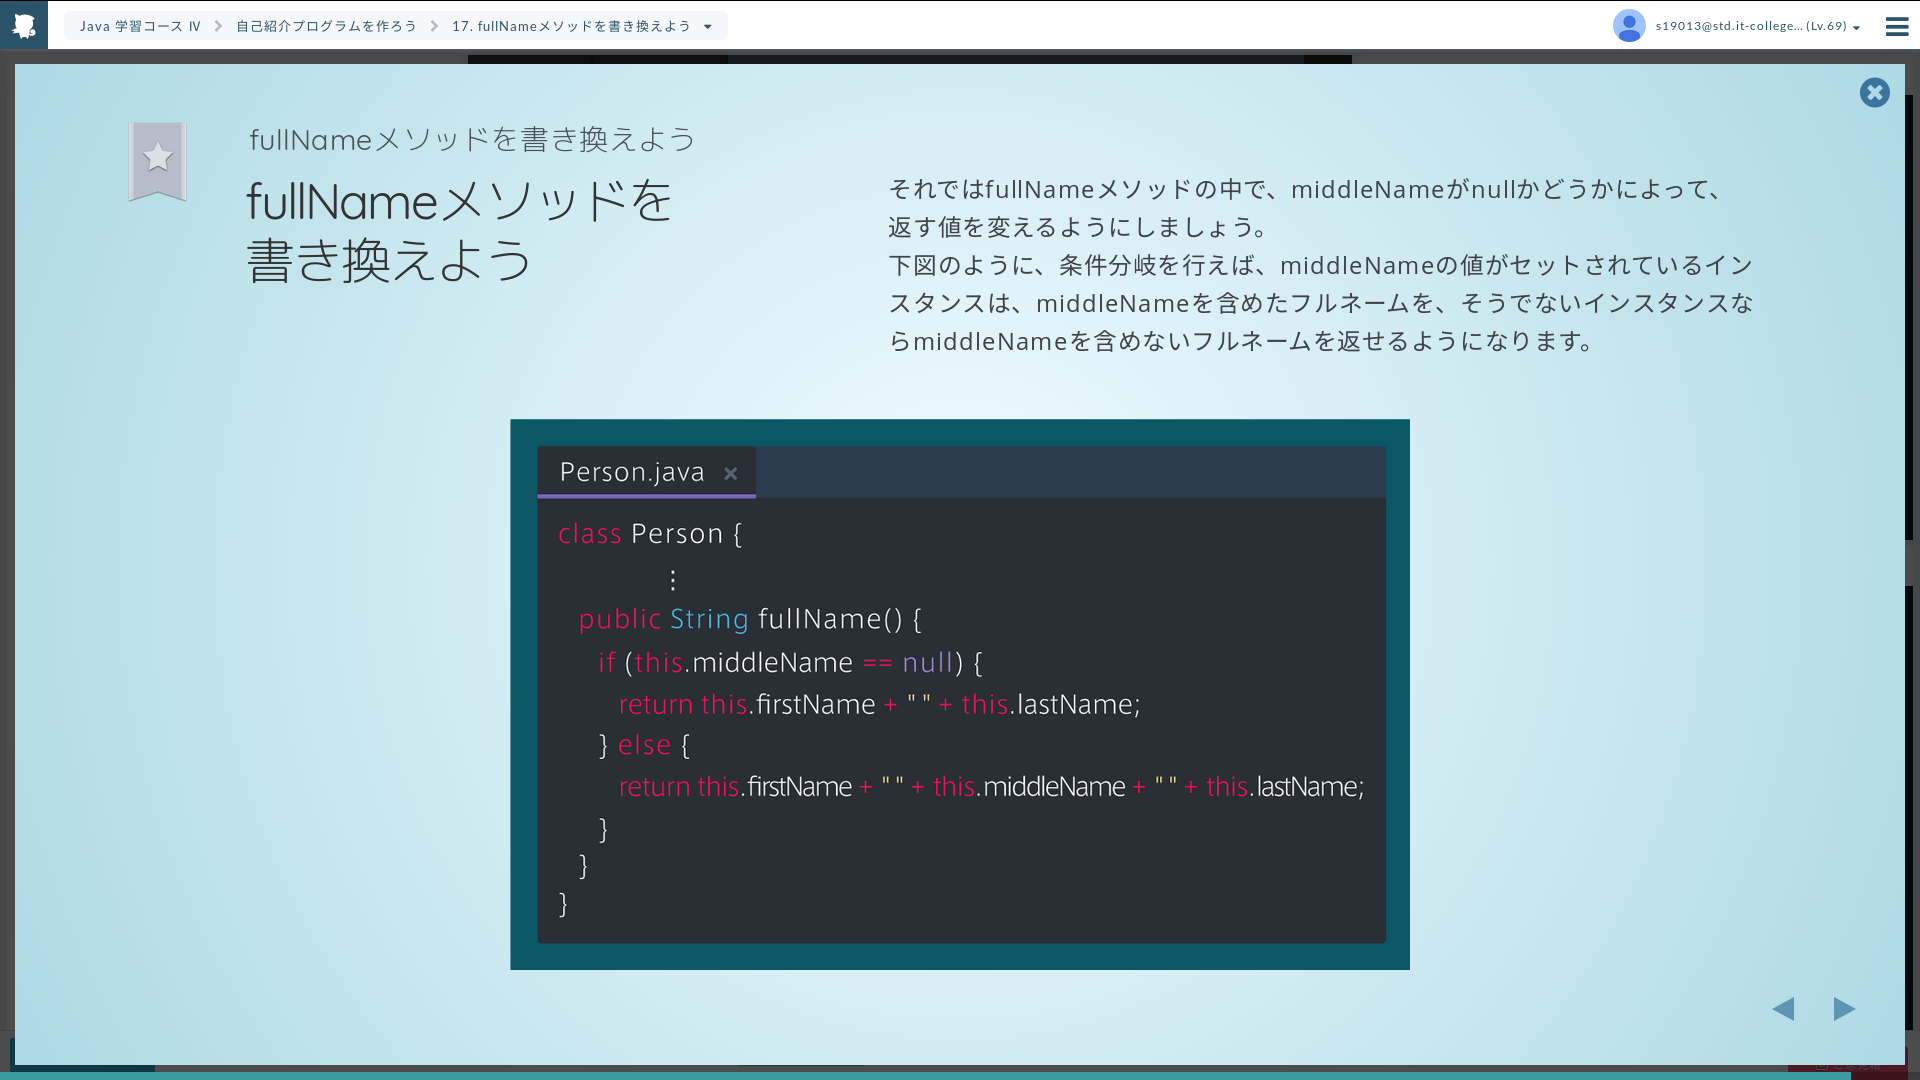 Java 学習コース Ⅳ
自己紹介プログラムを作ろう
17. fullNameメソッドを書き換えよう
s19013@std.it-college... (Lv.69)
fullNameメソッドを書き換えよう
fullNameメソッドを
書き換えよう
それではfullNameメソッドの中で、middleNameがnullかどうかによって、
返す値を変えるようにしましょう。
下図のように、条件分岐を行えば、middleNameの値がセットされているイン
スタンスは、middleNameを含めたフルネームを、そうでないインスタンスな
らmiddleNameを含めないフルネームを返せるようになります。
Person.java
class Person {
⋮
public String fullName() {
if (this.middleName == null) {
return this.firstName + " " + this.lastName;
} else {
return this.firstName + " " + this.middleName + " " + this.lastName;
}
}
}